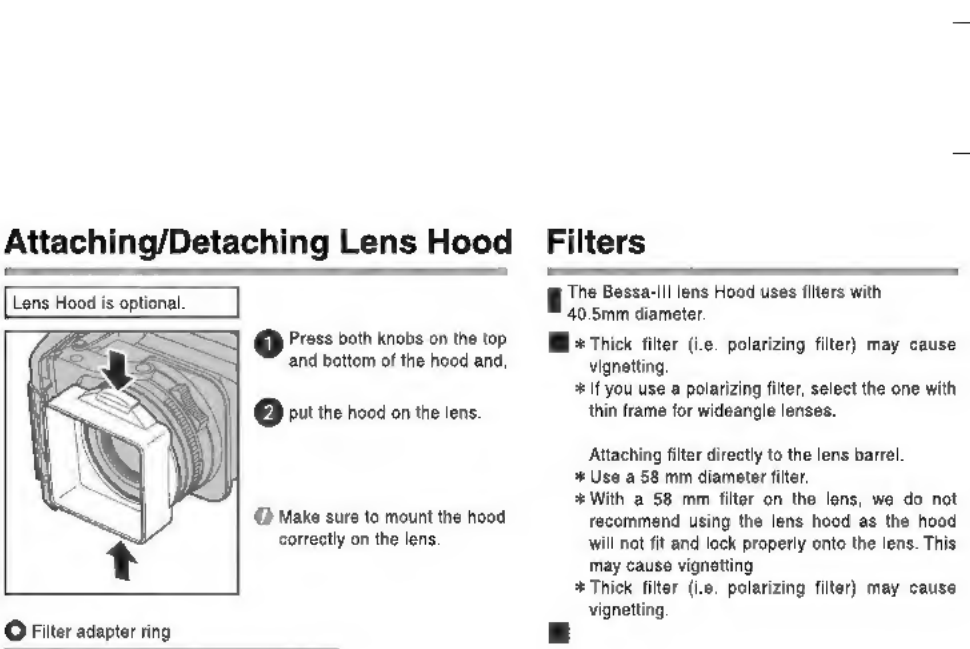 Attaching/Detaching Lens Hood
Lens Hood is optional.
1 Press both knobs on the top
and bottom of the hood and,
2 put the hood on the lens.
Make sure to mount the hood
correctly on the lens.
Filter adapter ring
Filters
The Bessa-III lens Hood uses filters with
40.5mm diameter.
* Thick filter (i.e. polarizing filter) may cause
vignetting.
* If you use a polarizing filter, select the one with
thin frame for wideangle lenses.
Attaching filter directly to the lens barrel.
* Use a 58 mm diameter filter.
* With a 58 mm filter on the lens, we do not
recommend using the lens hood as the hood
will not fit and lock properly onto the lens. This
may cause vignetting
* Thick filter (i.e. polarizing filter) may cause
vignetting.